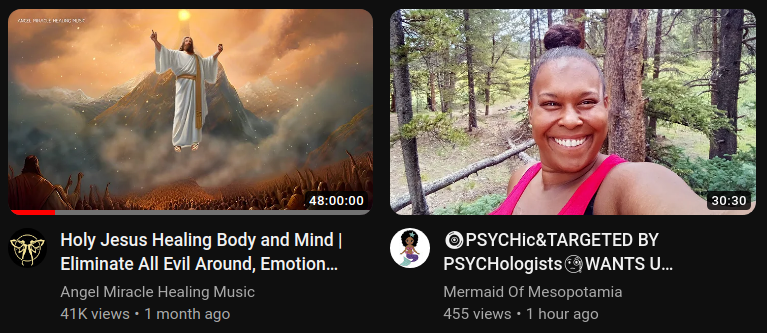 ANGEL MIRACLE HEALING MUSIC
48:00:00
30:30
Holy Jesus Healing Body and Mind |
Eliminate All Evil Around, Emotion...
Angel Miracle Healing Music
41K views • 1 month ago
PSYCHic&TARGETED BY
PSYCHologists🧐WANTS U...
Mermaid Of Mesopotamia
455 views • 1 hour ago